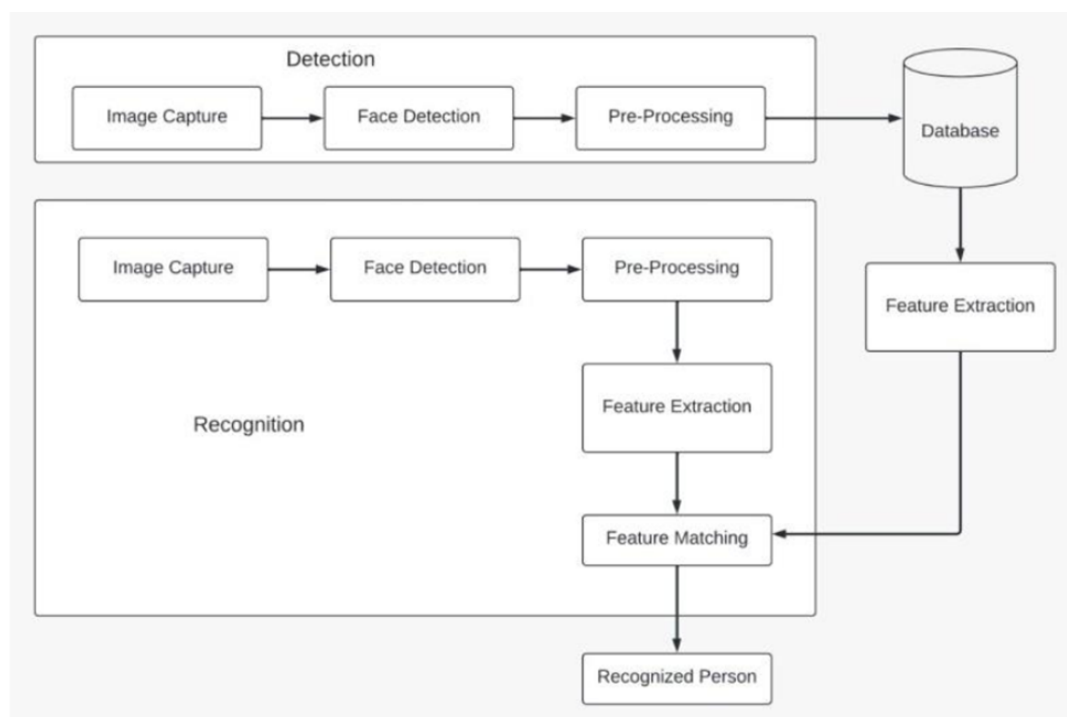 Detection
Image Capture
Face Detection
Pre-Processing
Database
Image Capture
Face Detection
Pre-Processing
Feature Extraction
Feature Extraction
Recognition
Feature Matching
Recognized Person